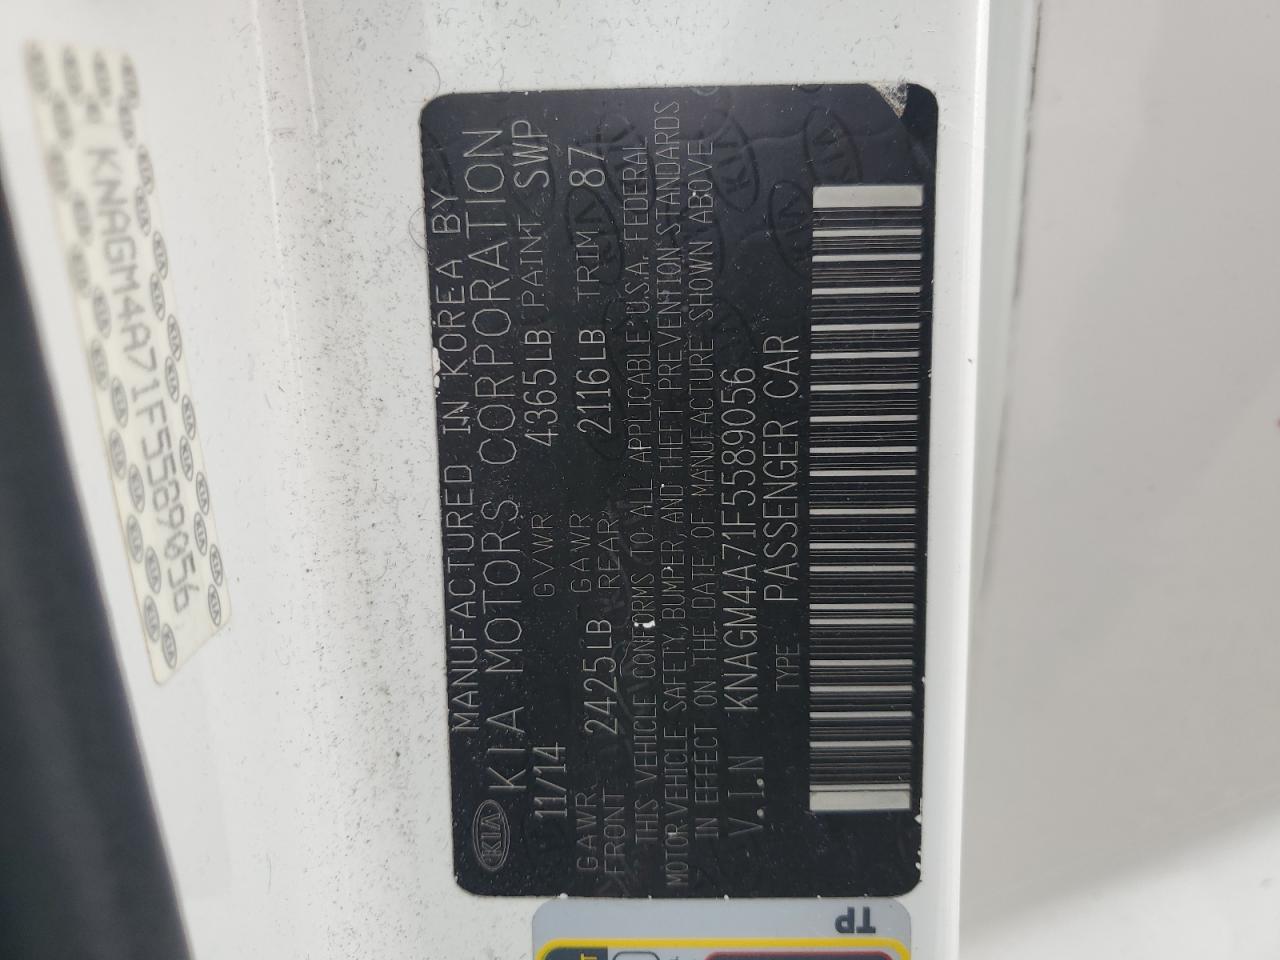 MANUFACTURED IN KOREA BY
KIA KIA MOTORS CORPORATION
11/14 GVWR 4365LB PAINT SWP
GAWR FRONT 2425LB GAWR REAR 2116LB TRIM 87
THIS VEHICLE CONFORMS TO ALL APPLICABLE U.S.A. FEDERAL
MOTOR VEHICLE SAFETY, BUMPER, AND THEFT PREVENTION STANDARDS
IN EFFECT ON THE DATE OF MANUFACTURE SHOWN ABOVE
V.I.N KNAGM4A71F5589056
TYPE PASSENGER CAR
KNAGM4A71F5589056
TP